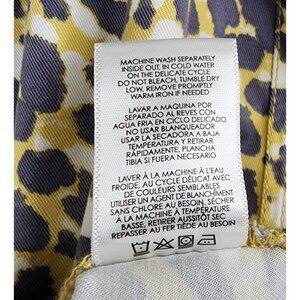 MACHINE WASH SEPARATELY
INSIDE OUT, IN COLD WATER
ON THE DELICATE CYCLE
DO NOT BLEACH, TUMBLE DRY
LOW, REMOVE PROMPTLY
WARM IRON IF NEEDED
LAVAR A MAQUINA POR
SEPARADO AL REVÉS CON
AGUA FRIA EN CICLO DELICADO
NO USAR BLANQUEADOR
USAR LA SECADORA A BAJA
TEMPERATURA Y RETIRAR
RÁPIDAMENTE, PLANCHA
TIBIA SI FUERA NECESARIO
LAVER À LA MACHINE À L'EAU
FROIDE, AU CYCLE DÉLICAT AVEC
DE COULEURS SEMBLABLES
UTILISER UN AGENT DE BLANCHIMENT
SANS CHLORE AU BESOIN, SÉCHER
À LA MACHINE À TEMPÉRATURE
BASSE, RETIRER AUSSITÔT SEC
REPASSER AU FER TIÈDE AU BESOIN